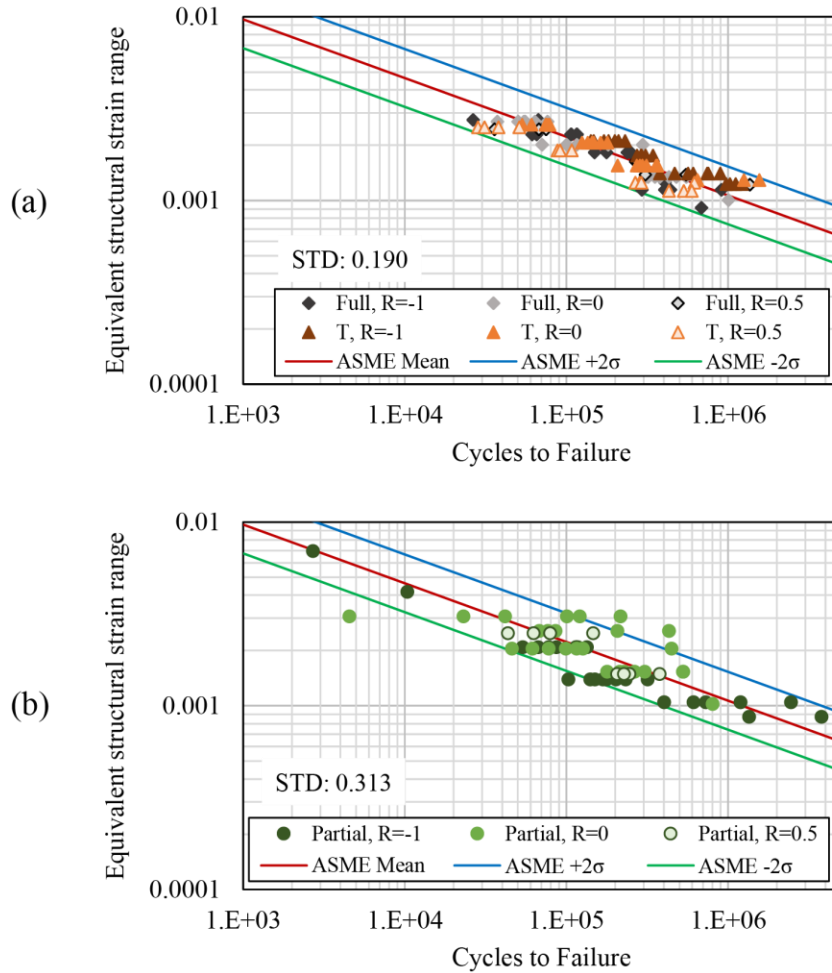 (a)
Equivalent structural strain range
0.01
0.001
0.0001
STD: 0.190
Full, R=-1 Full, R=0 Full, R=0.5
T, R=-1 T, R=0 T, R=0.5
ASME Mean ASME +2σ ASME -2σ
1.E+03 1.E+04 1.E+05 1.E+06
Cycles to Failure
(b)
Equivalent structural strain range
0.01
0.001
0.0001
STD: 0.313
Partial, R=-1 Partial, R=0 Partial, R=0.5
ASME Mean ASME +2σ ASME -2σ
1.E+03 1.E+04 1.E+05 1.E+06
Cycles to Failure